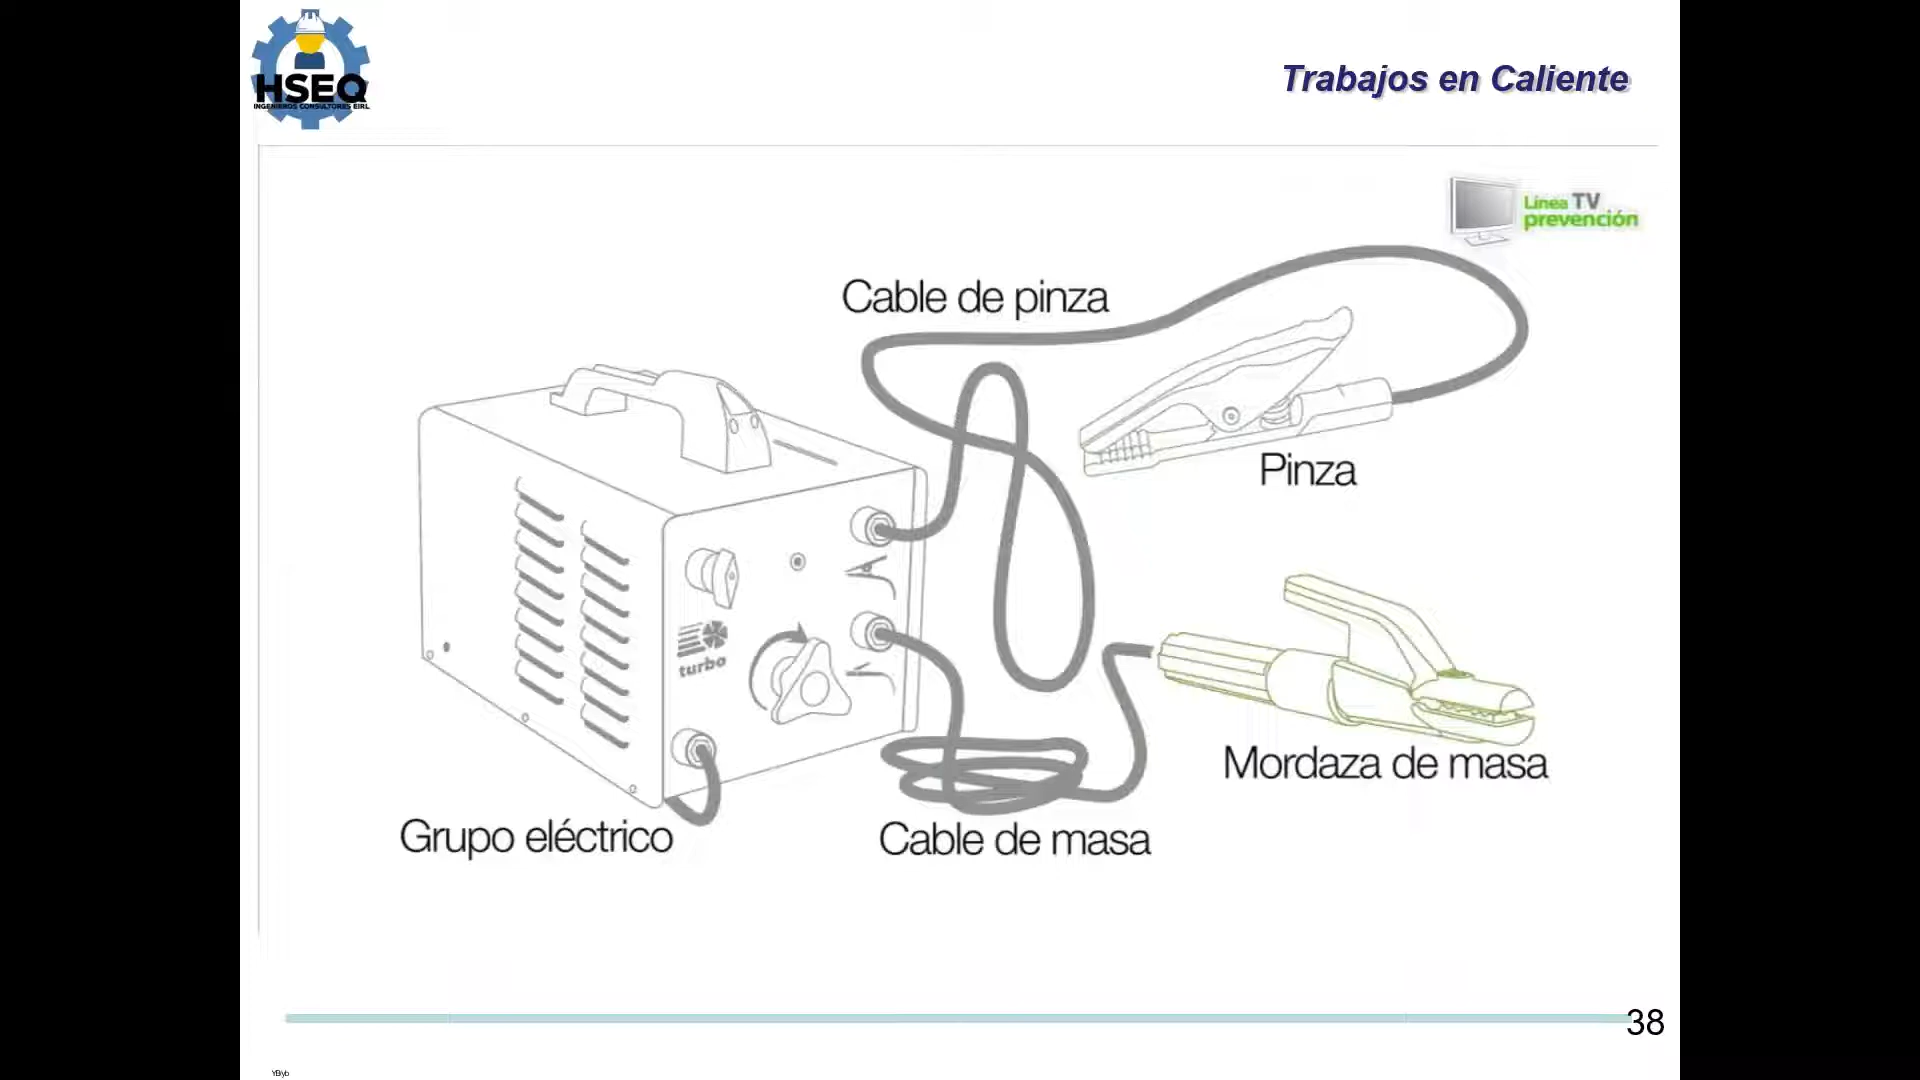 HSEQ
INGENIEROS CONSULTORES EIRL
Trabajos en Caliente
Línea TV
prevención
Cable de pinza
Pinza
turbo
Mordaza de masa
Grupo eléctrico
Cable de masa
38
YBiyb